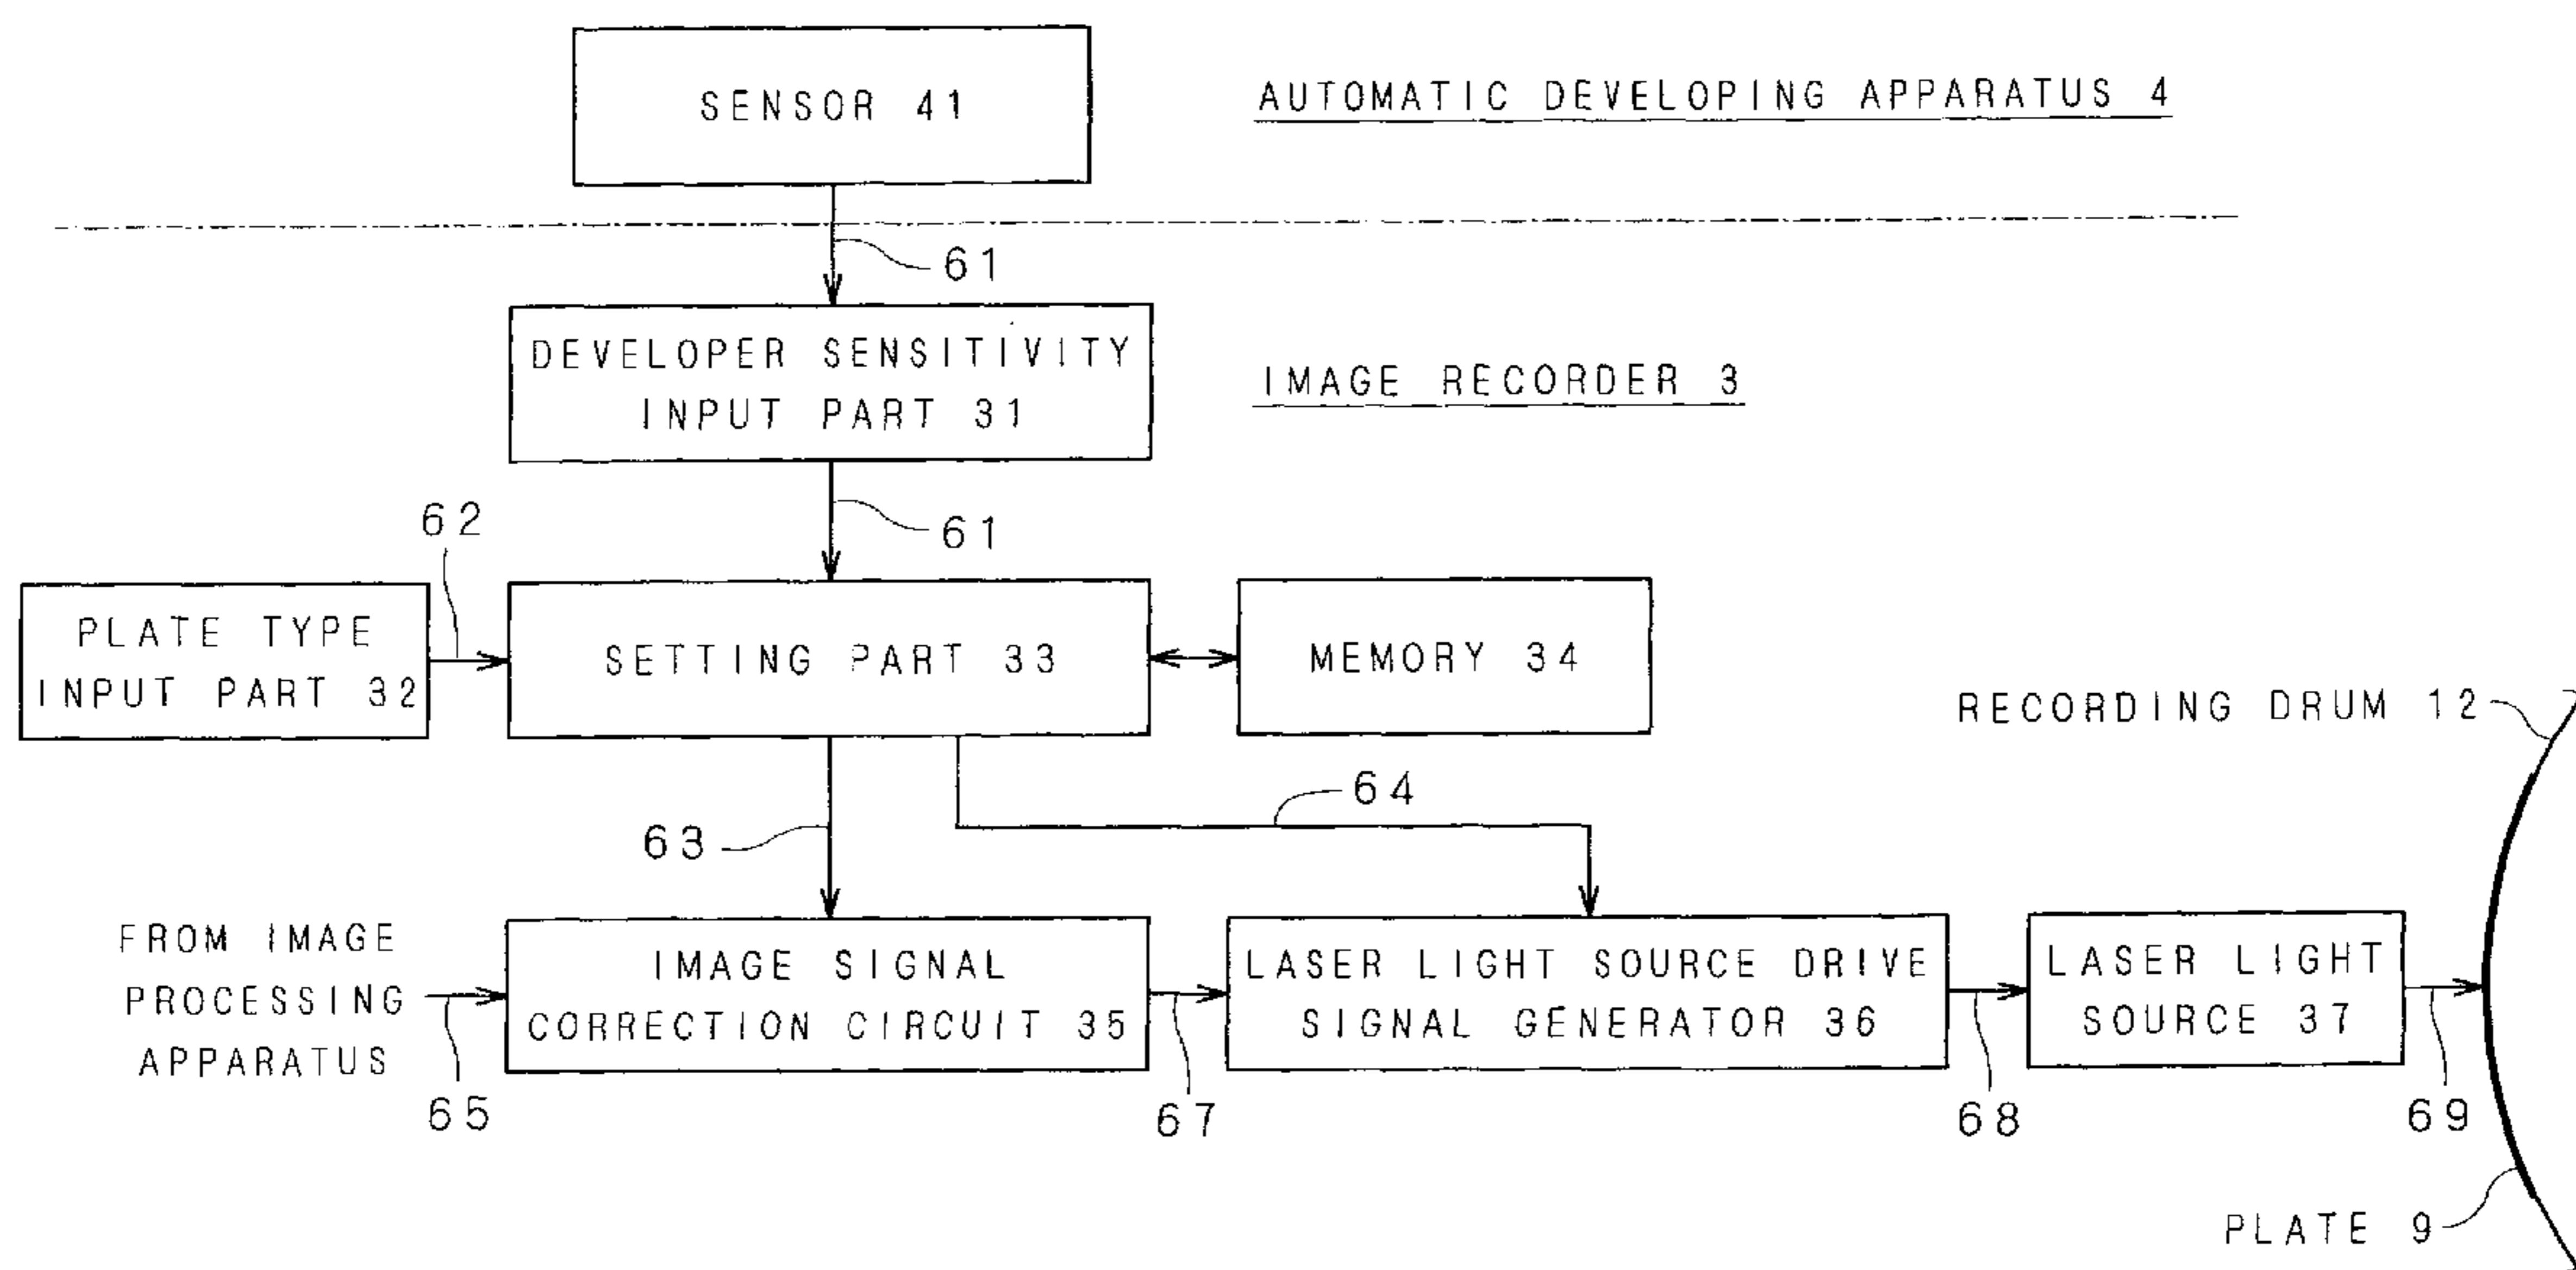 SENSOR 41
AUTOMATIC DEVELOPING APPARATUS 4
61
DEVELOPER SENSITIVITY
INPUT PART 31
IMAGE RECORDER 3
61
62
PLATE TYPE
INPUT PART 32
SETTING PART 33
MEMORY 34
RECORDING DRUM 12
63
64
FROM IMAGE
PROCESSING
APPARATUS
65
IMAGE SIGNAL
CORRECTION CIRCUIT 35
67
LASER LIGHT SOURCE DRIVE
SIGNAL GENERATOR 36
68
LASER LIGHT
SOURCE 37
69
PLATE 9